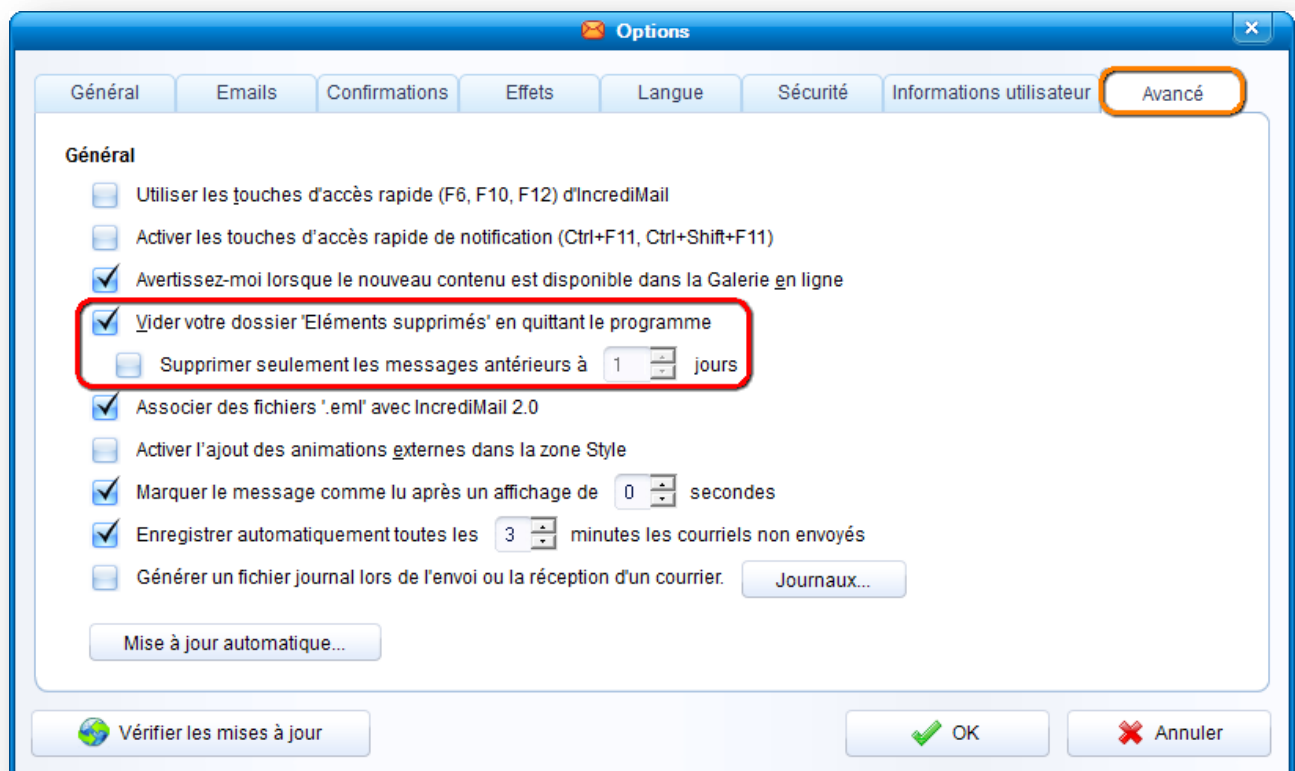 Options
Général Emails Confirmations Effets Langue Sécurité Informations utilisateur Avancé
Général
Utiliser les touches d'accès rapide (F6, F10, F12) d'IncrediMail
Activer les touches d'accès rapide de notification (Ctrl+F11, Ctrl+Shift+F11)
Avertissez-moi lorsque le nouveau contenu est disponible dans la Galerie en ligne
Vider votre dossier 'Eléments supprimés' en quittant le programme
Supprimer seulement les messages antérieurs à 1 jours
Associer des fichiers '.eml' avec IncrediMail 2.0
Activer l'ajout des animations externes dans la zone Style
Marquer le message comme lu après un affichage de 0 secondes
Enregistrer automatiquement toutes les 3 minutes les courriels non envoyés
Générer un fichier journal lors de l'envoi ou la réception d'un courrier. Journaux...
Mise à jour automatique...
Vérifier les mises à jour OK Annuler